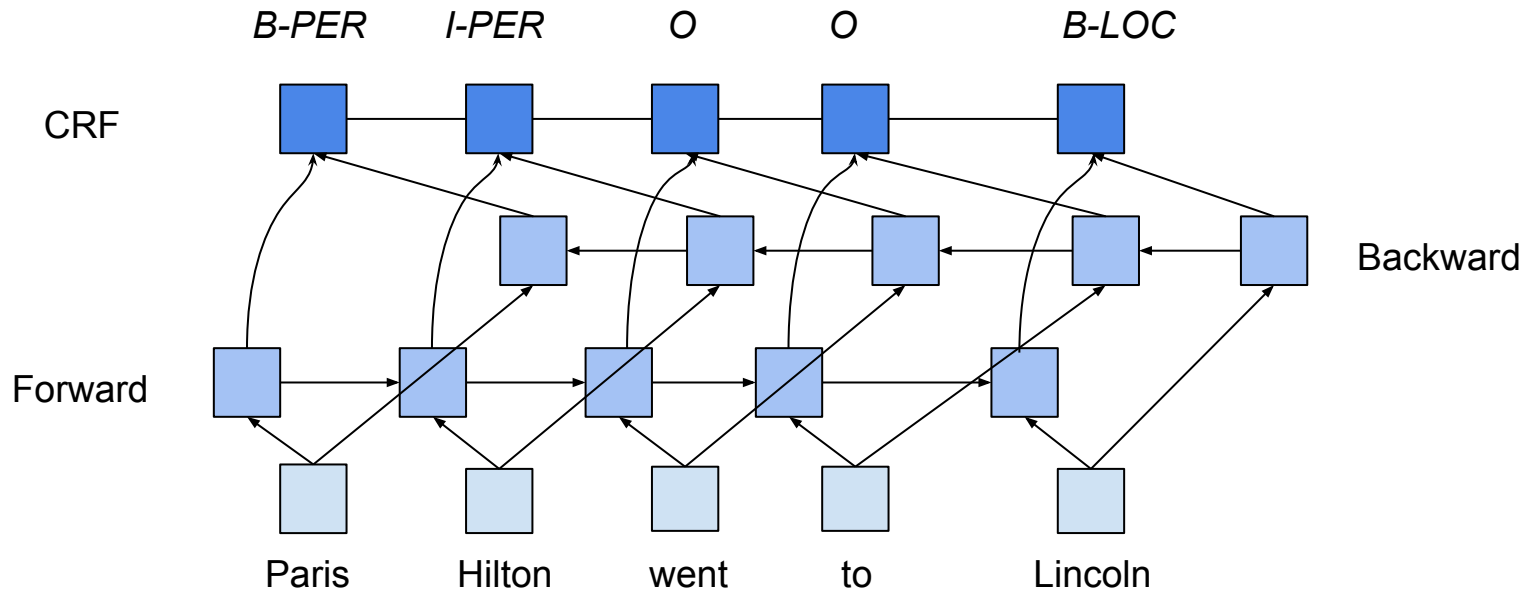 B-PER I-PER O O B-LOC
CRF
Backward
Forward
Paris Hilton went to Lincoln